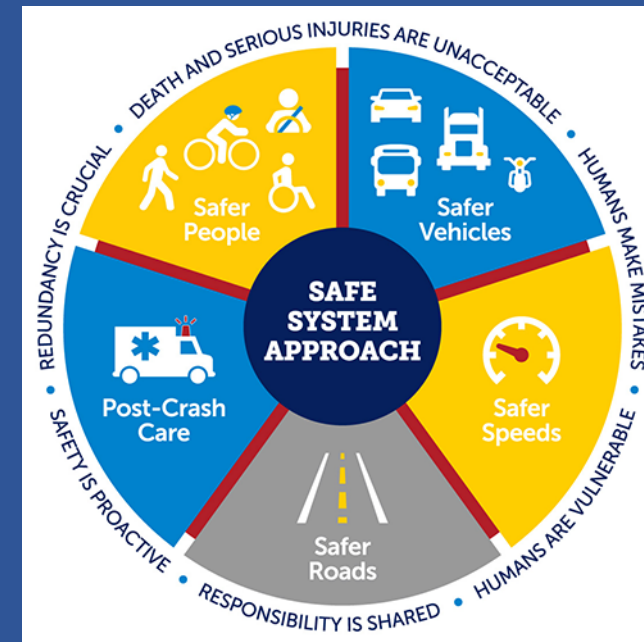 DEATH AND SERIOUS INJURIES ARE UNACCEPTABLE
HUMANS MAKE MISTAKES
HUMANS ARE VULNERABLE
RESPONSIBILITY IS SHARED
SAFETY IS PROACTIVE
REDUNDANCY IS CRUCIAL
Safer
People
Safer
Vehicles
SAFE
SYSTEM
APPROACH
Post-Crash
Care
Safer
Speeds
Safer
Roads